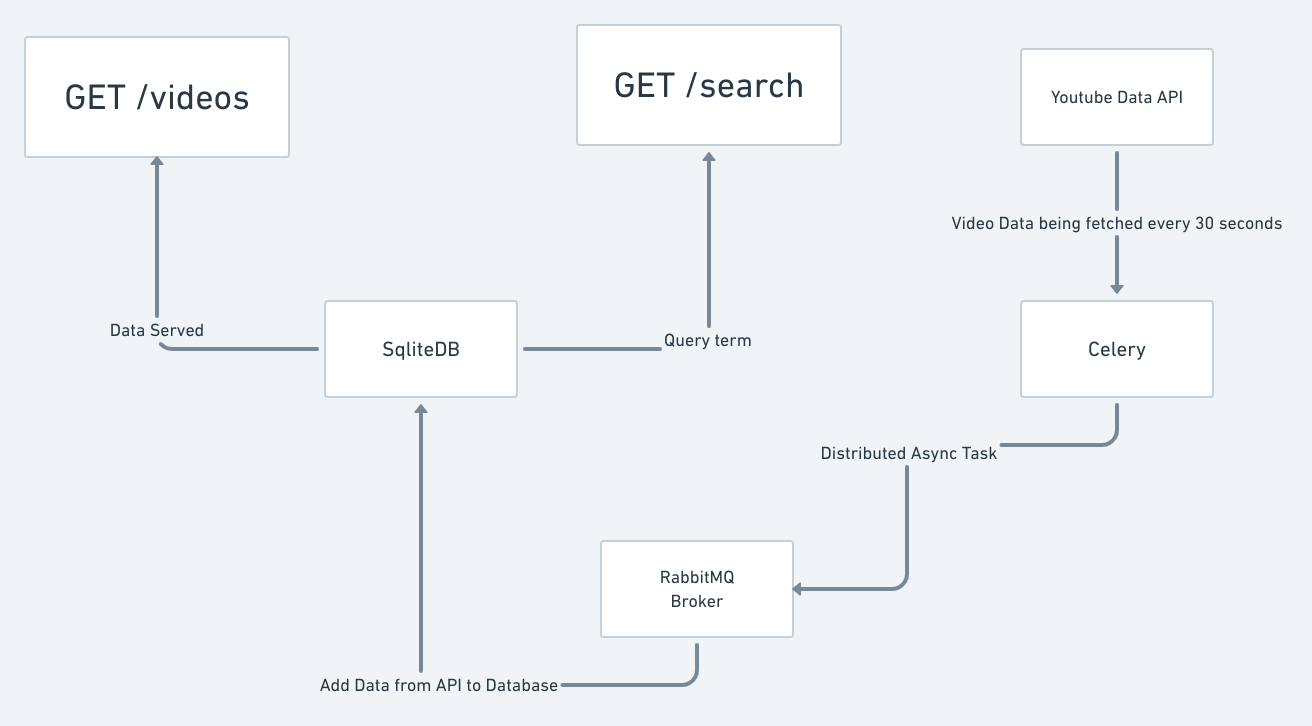 GET /videos
GET /search
Youtube Data API
Video Data being fetched every 30 seconds
Data Served
SqliteDB
Query term
Celery
Distributed Async Task
RabbitMQ
Broker
Add Data from API to Database